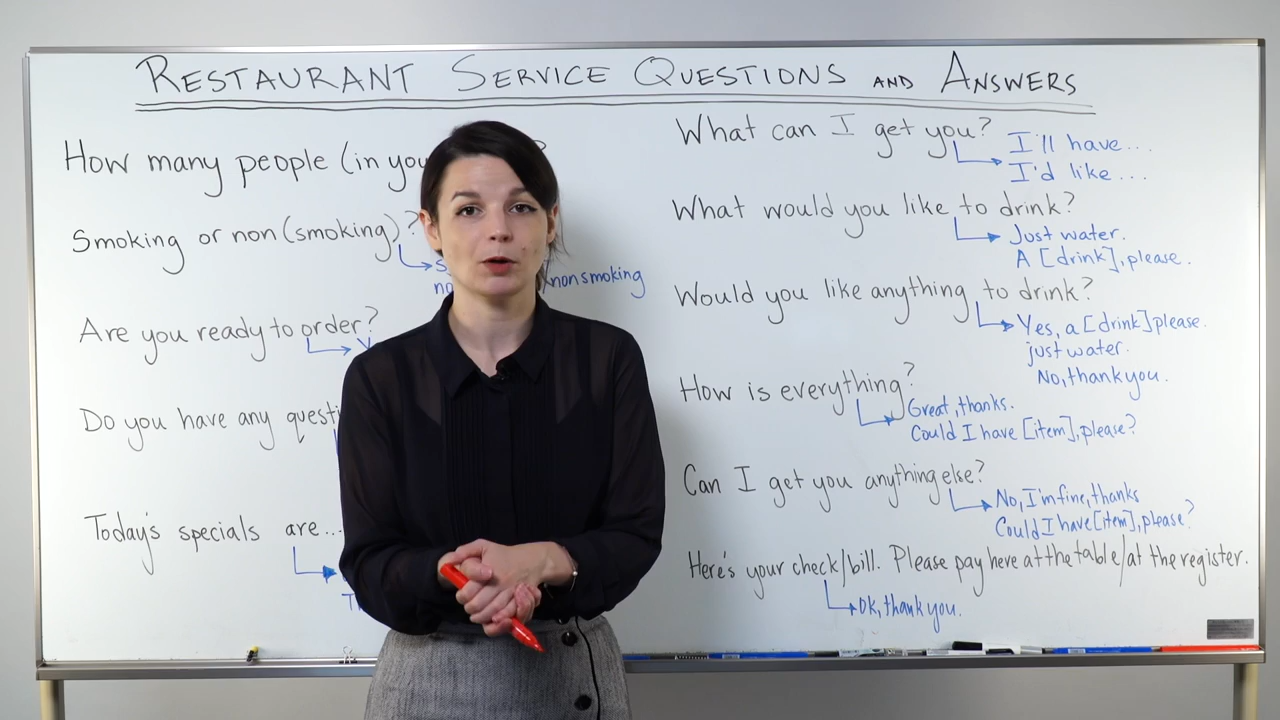 RESTAURANT SERVICE QUESTIONS AND ANSWERS
How many people (in you ?
Smoking or non (smoking)?
nonsmoking
Are you ready to order?
Do you have any questi
Today's specials are...
What can I get you?
I'll have...
I'd like...
What would you like to drink?
Just water.
A [drink], please.
Would you like anything to drink?
Yes, a [drink] please.
just water.
No, thank you.
How is everything?
Great, thanks.
Could I have [item], please?
Can I get you anything else?
No, I'm fine, thanks
Could I have [item], please?
Here's your check/bill. Please pay here at the table/at the register.
Ok, thank you.